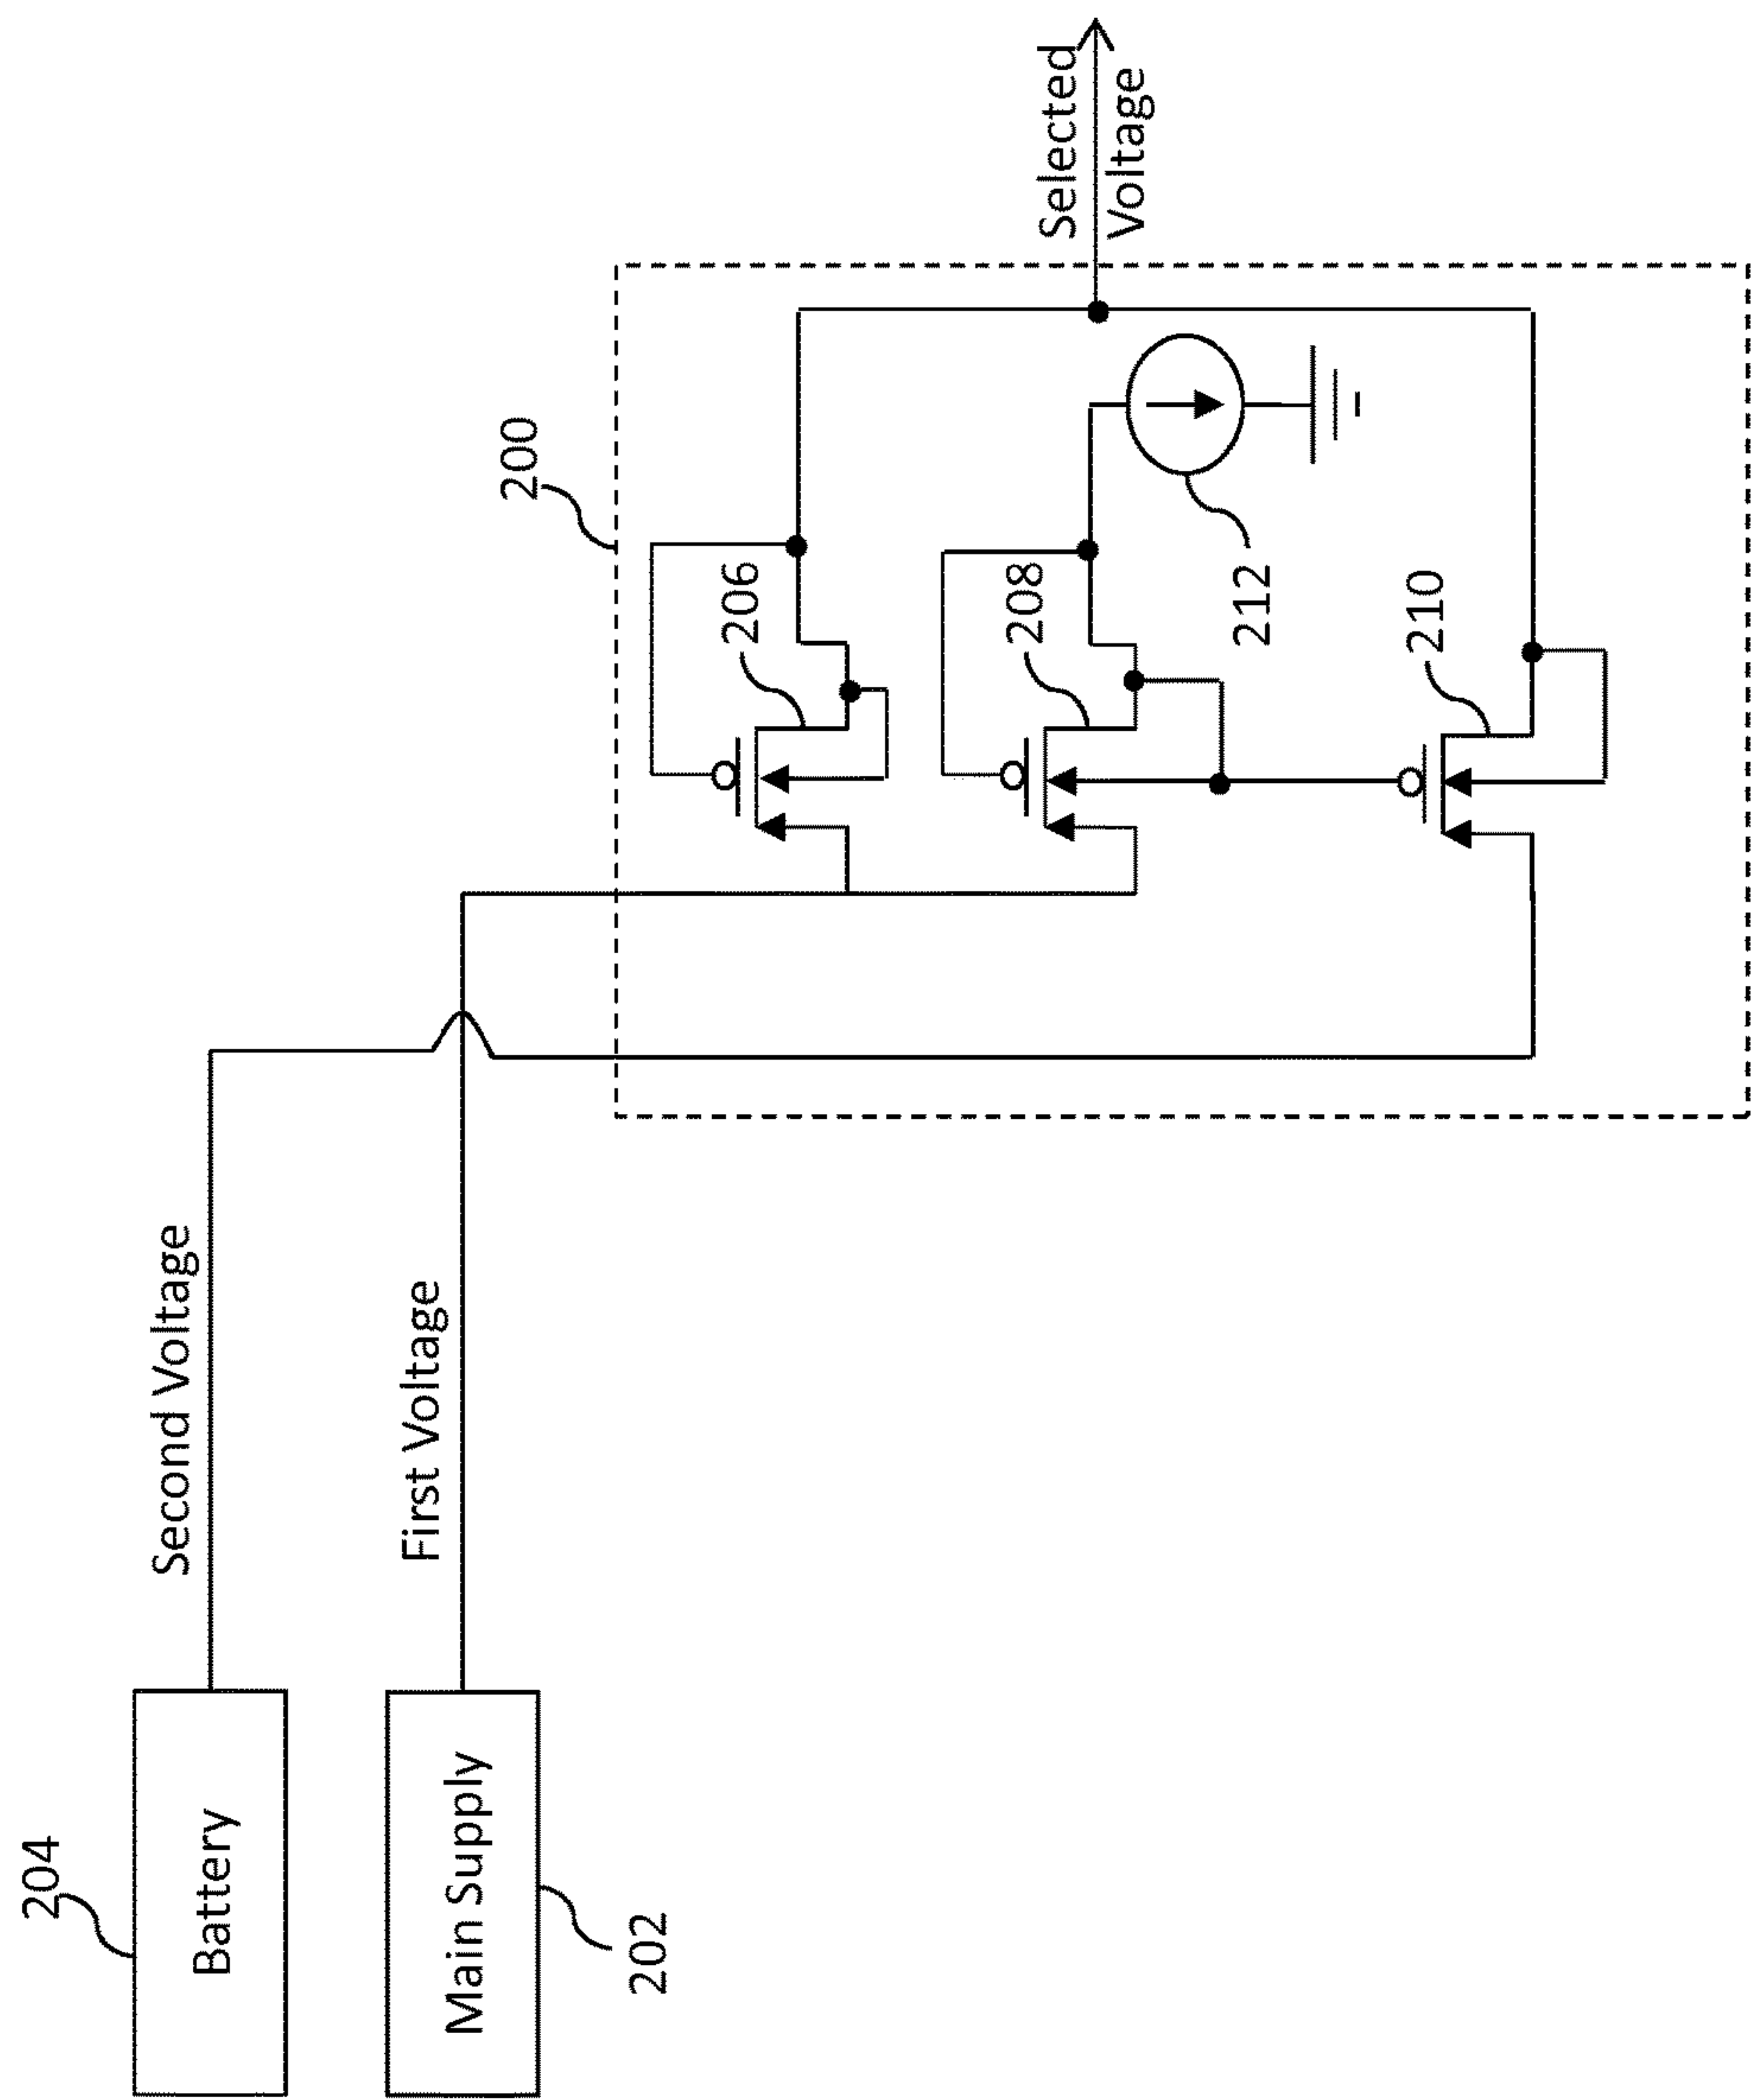 204
Battery
Second Voltage
Main Supply
202
First Voltage
200
206
208
212
210
Selected
Voltage